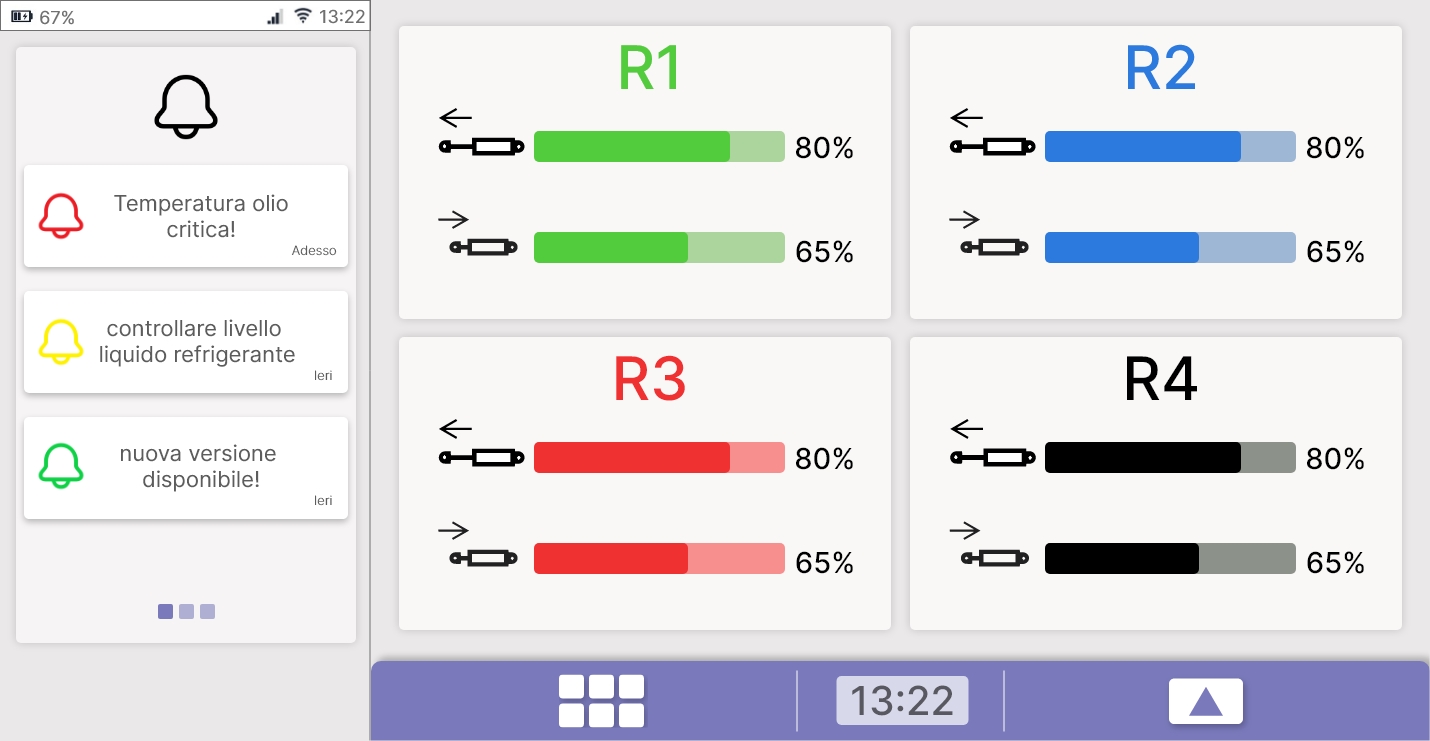 67%
13:22
Temperatura olio
critica!
Adesso
controllare livello
liquido refrigerante
Ieri
nuova versione
disponibile!
Ieri
R1
80%
65%
R2
80%
65%
R3
80%
65%
R4
80%
65%
13:22